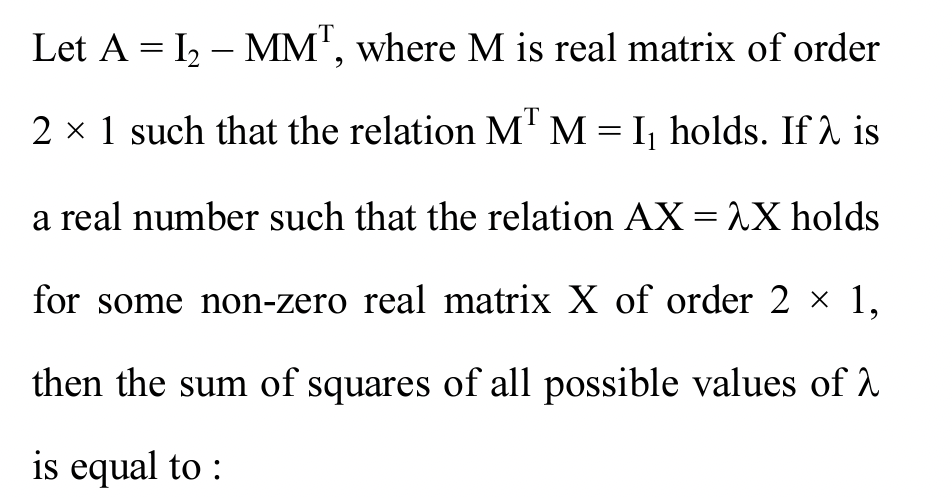 Let A = I₂ – MMᵀ, where M is real matrix of order
2 × 1 such that the relation Mᵀ M = I₁ holds. If λ is
a real number such that the relation AX = λX holds
for some non-zero real matrix X of order 2 × 1,
then the sum of squares of all possible values of λ
is equal to :